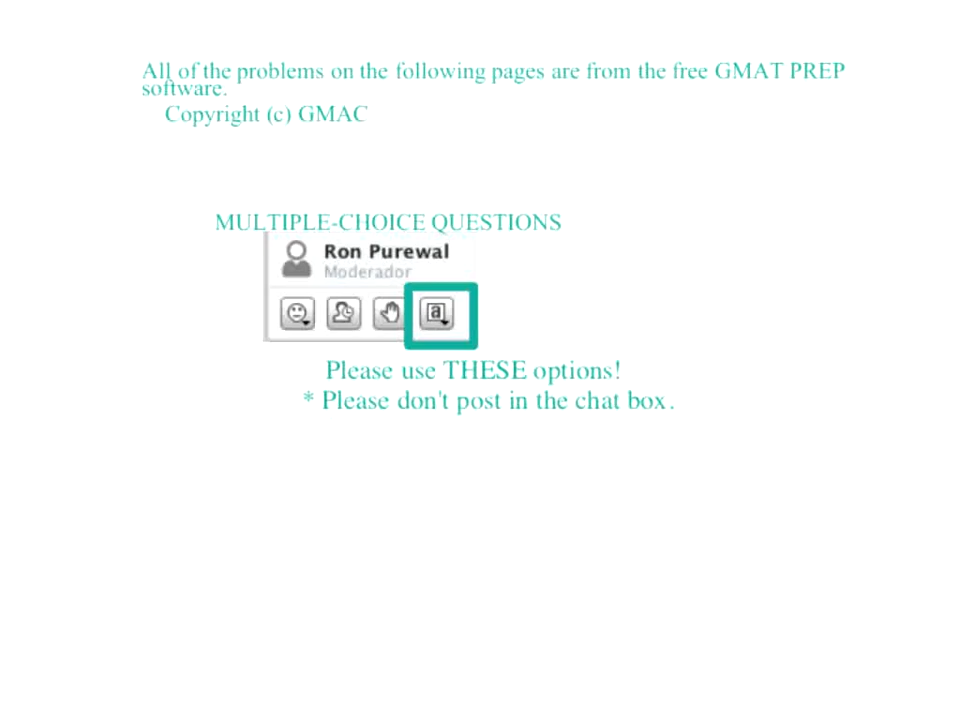 All of the problems on the following pages are from the free GMAT PREP
software.
Copyright (c) GMAC
MULTIPLE-CHOICE QUESTIONS
Ron Purewal
Moderador
a
Please use THESE options!
* Please don't post in the chat box.